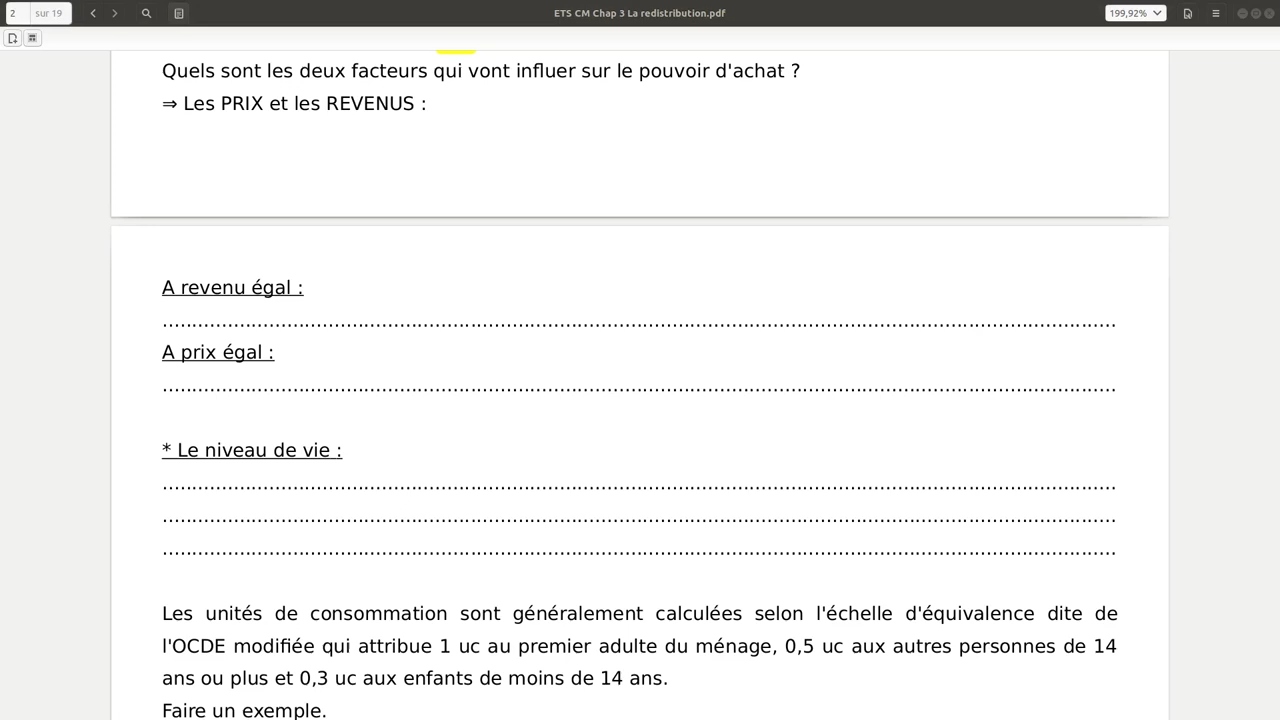 2 sur 19 ETS CM Chap 3 La redistribution.pdf 199,92%
Quels sont les deux facteurs qui vont influer sur le pouvoir d'achat ?
⇒ Les PRIX et les REVENUS :
A revenu égal :
................................................................................................................................................................
A prix égal :
................................................................................................................................................................
* Le niveau de vie :
................................................................................................................................................................
................................................................................................................................................................
................................................................................................................................................................
Les unités de consommation sont généralement calculées selon l'échelle d'équivalence dite de
l'OCDE modifiée qui attribue 1 uc au premier adulte du ménage, 0,5 uc aux autres personnes de 14
ans ou plus et 0,3 uc aux enfants de moins de 14 ans.
Faire un exemple.